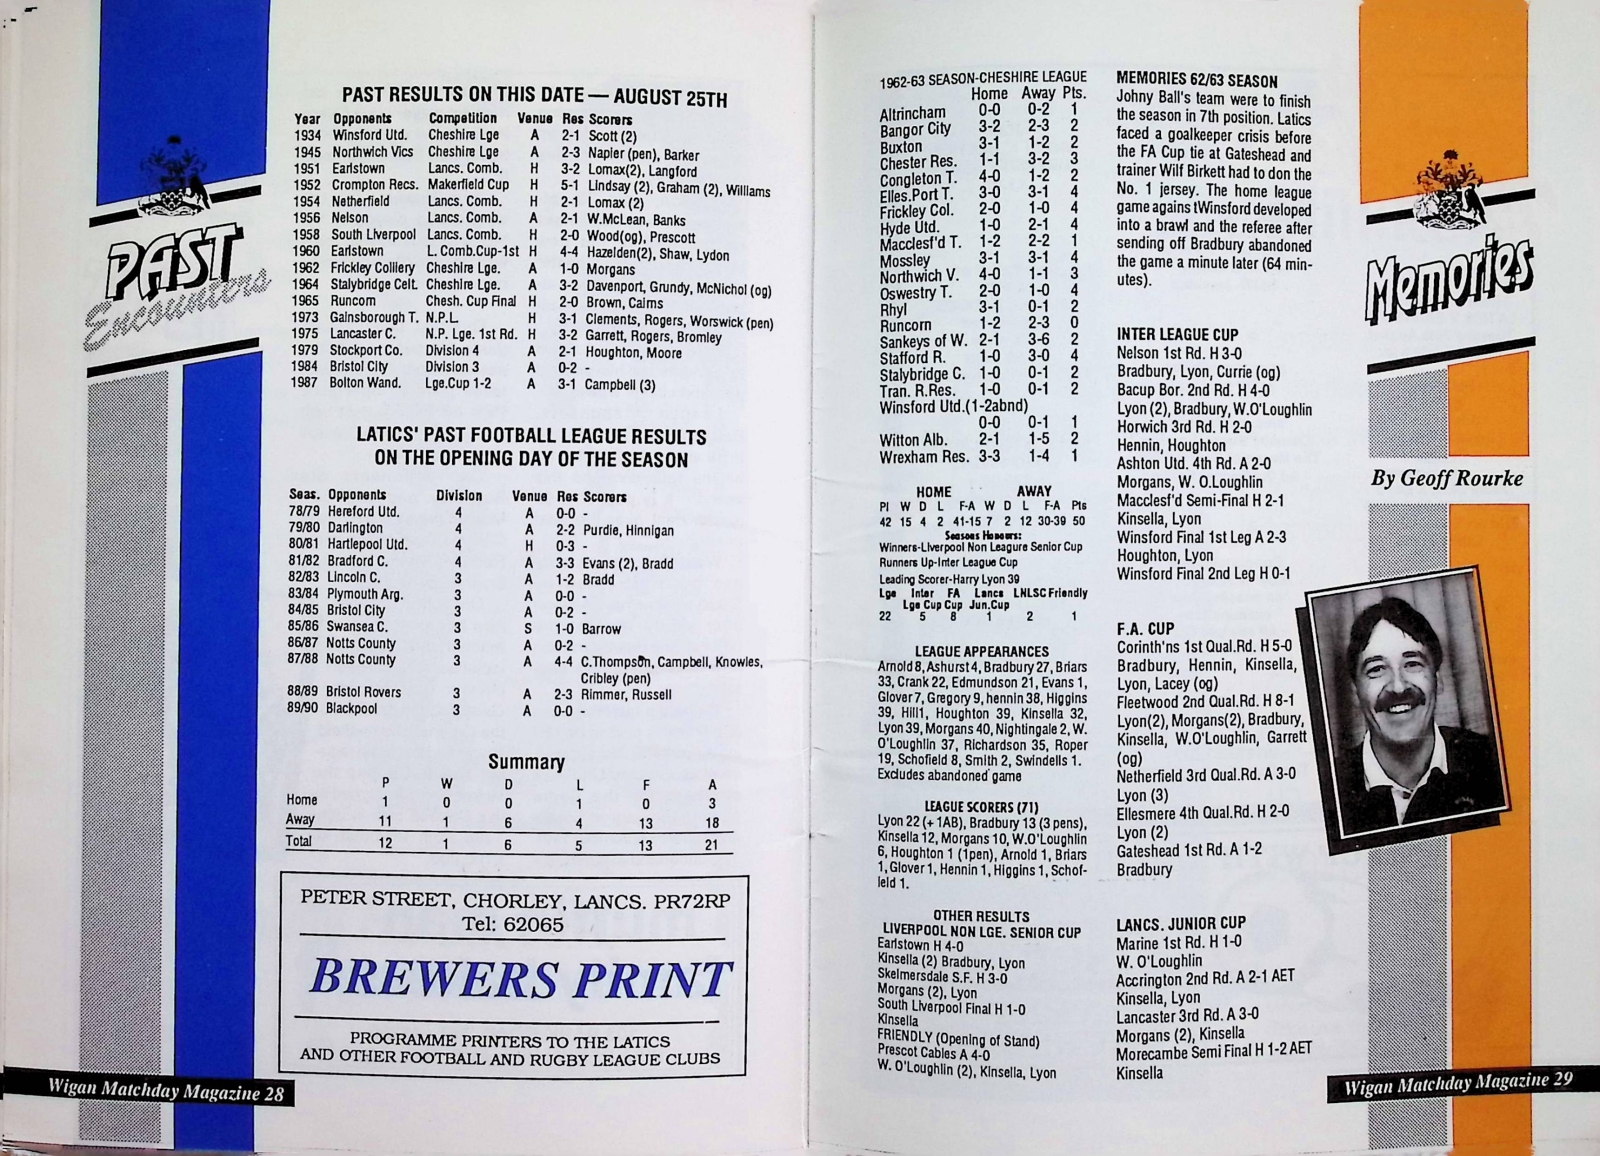 PAST
Encounters
PAST RESULTS ON THIS DATE — AUGUST 25TH
Year Opponents Competition Venue Res Scorers
1934 Winsford Utd. Cheshire Lge A 2-1 Scott (2)
1945 Northwich Vics Cheshire Lge A 2-3 Napier (pen), Barker
1951 Earlstown Lancs. Comb. H 3-2 Lomax(2), Langford
1952 Crompton Recs. Makerfield Cup H 5-1 Lindsay (2), Graham (2), Williams
1954 Netherfield Lancs. Comb. H 2-1 Lomax (2)
1956 Nelson Lancs. Comb. A 2-1 W.McLean, Banks
1958 South Liverpool Lancs. Comb. H 2-0 Wood(og), Prescott
1960 Earlstown L. Comb.Cup-1st H 4-4 Hazelden(2), Shaw, Lydon
1962 Frickley Colliery Cheshire Lge. A 1-0 Morgans
1964 Stalybridge Celt. Cheshire Lge. A 3-2 Davenport, Grundy, McNichol (og)
1965 Runcom Chesh. Cup Final H 2-0 Brown, Cairns
1973 Gainsborough T. N.P.L. H 3-1 Clements, Rogers, Worswick (pen)
1975 Lancaster C. N.P. Lge. 1st Rd. H 3-2 Garrett, Rogers, Bromley
1979 Stockport Co. Division 4 A 2-1 Houghton, Moore
1984 Bristol City Division 3 A 0-2 -
1987 Bolton Wand. Lge.Cup 1-2 A 3-1 Campbell (3)
LATICS' PAST FOOTBALL LEAGUE RESULTS
ON THE OPENING DAY OF THE SEASON
Seas. Opponents Division Venue Res Scorers
78/79 Hereford Utd. 4 A 0-0 -
79/80 Darlington 4 A 2-2 Purdie, Hinnigan
80/81 Hartlepool Utd. 4 H 0-3 -
81/82 Bradford C. 4 A 3-3 Evans (2), Bradd
82/83 Lincoln C. 3 A 1-2 Bradd
83/84 Plymouth Arg. 3 A 0-0 -
84/85 Bristol City 3 A 0-2 -
85/86 Swansea C. 3 S 1-0 Barrow
86/87 Notts County 3 A 0-2 -
87/88 Notts County 3 A 4-4 C.Thompson, Campbell, Knowles,
Cribley (pen)
88/89 Bristol Rovers 3 A 2-3 Rimmer, Russell
89/90 Blackpool 3 A 0-0 -
Summary
P W D L F A
Home 1 0 0 1 0 3
Away 11 1 6 4 13 18
Total 12 1 6 5 13 21
PETER STREET, CHORLEY, LANCS. PR72RP
Tel: 62065
BREWERS PRINT
PROGRAMME PRINTERS TO THE LATICS
AND OTHER FOOTBALL AND RUGBY LEAGUE CLUBS
Wigan Matchday Magazine 28
1962-63 SEASON-CHESHIRE LEAGUE
Home Away Pts.
Altrincham 0-0 0-2 1
Bangor City 3-2 2-3 2
Buxton 3-1 1-2 2
Chester Res. 1-1 3-2 3
Congleton T. 4-0 1-2 2
Elles.Port T. 3-0 3-1 4
Frickley Col. 2-0 1-0 4
Hyde Utd. 1-0 2-1 4
Macclesf'd T. 1-2 2-2 1
Mossley 3-1 3-1 4
Northwich V. 4-0 1-1 3
Oswestry T. 2-0 1-0 4
Rhyl 3-1 0-1 2
Runcorn 1-2 2-3 0
Sankeys of W. 2-1 3-6 2
Stafford R. 1-0 3-0 4
Stalybridge C. 1-0 0-1 2
Tran. R.Res. 1-0 0-1 2
Winsford Utd.(1-2abnd)
0-0 0-1 1
Witton Alb. 2-1 1-5 2
Wrexham Res. 3-3 1-4 1
HOME AWAY
Pl W D L F-A W D L F-A Pts
42 15 4 2 41-15 7 2 12 30-39 50
Seasons Honours:
Winners-Liverpool Non Leagure Senior Cup
Runners Up-Inter League Cup
Leading Scorer-Harry Lyon 39
Lge Inter FA Lancs LNLSC Friendly
Lge Cup Cup Jun.Cup
22 5 8 1 2 1
LEAGUE APPEARANCES
Arnold 8, Ashurst 4, Bradbury 27, Briars
33, Crank 22, Edmundson 21, Evans 1,
Glover 7, Gregory 9, hennin 38, Higgins
39, Hill1, Houghton 39, Kinsella 32,
Lyon 39, Morgans 40, Nightingale 2, W.
O'Loughlin 37, Richardson 35, Roper
19, Schofield 8, Smith 2, Swindells 1.
Excludes abandoned game
LEAGUE SCORERS (71)
Lyon 22 (+ 1AB), Bradbury 13 (3 pens),
Kinsella 12, Morgans 10, W.O'Loughlin
6, Houghton 1 (1pen), Arnold 1, Briars
1, Glover 1, Hennin 1, Higgins 1, Schof-
ield 1.
OTHER RESULTS
LIVERPOOL NON LGE. SENIOR CUP
Earlstown H 4-0
Kinsella (2) Bradbury, Lyon
Skelmersdale S.F. H 3-0
Morgans (2), Lyon
South Liverpool Final H 1-0
Kinsella
FRIENDLY (Opening of Stand)
Prescot Cables A 4-0
W. O'Loughlin (2), Kinsella, Lyon
MEMORIES 62/63 SEASON
Johny Ball's team were to finish
the season in 7th position. Latics
faced a goalkeeper crisis before
the FA Cup tie at Gateshead and
trainer Wilf Birkett had to don the
No. 1 jersey. The home league
game agains tWinsford developed
into a brawl and the referee after
sending off Bradbury abandoned
the game a minute later (64 min-
utes).
INTER LEAGUE CUP
Nelson 1st Rd. H 3-0
Bradbury, Lyon, Currie (og)
Bacup Bor. 2nd Rd. H 4-0
Lyon (2), Bradbury, W.O'Loughlin
Horwich 3rd Rd. H 2-0
Hennin, Houghton
Ashton Utd. 4th Rd. A 2-0
Morgans, W. O.Loughlin
Macclesf'd Semi-Final H 2-1
Kinsella, Lyon
Winsford Final 1st Leg A 2-3
Houghton, Lyon
Winsford Final 2nd Leg H 0-1
F.A. CUP
Corinth'ns 1st Qual.Rd. H 5-0
Bradbury, Hennin, Kinsella,
Lyon, Lacey (og)
Fleetwood 2nd Qual.Rd. H 8-1
Lyon(2), Morgans(2), Bradbury,
Kinsella, W.O'Loughlin, Garrett
(og)
Netherfield 3rd Qual.Rd. A 3-0
Lyon (3)
Ellesmere 4th Qual.Rd. H 2-0
Lyon (2)
Gateshead 1st Rd. A 1-2
Bradbury
LANCS. JUNIOR CUP
Marine 1st Rd. H 1-0
W. O'Loughlin
Accrington 2nd Rd. A 2-1 AET
Kinsella, Lyon
Lancaster 3rd Rd. A 3-0
Morgans (2), Kinsella
Morecambe Semi Final H 1-2 AET
Kinsella
Memories
By Geoff Rourke
Wigan Matchday Magazine 29